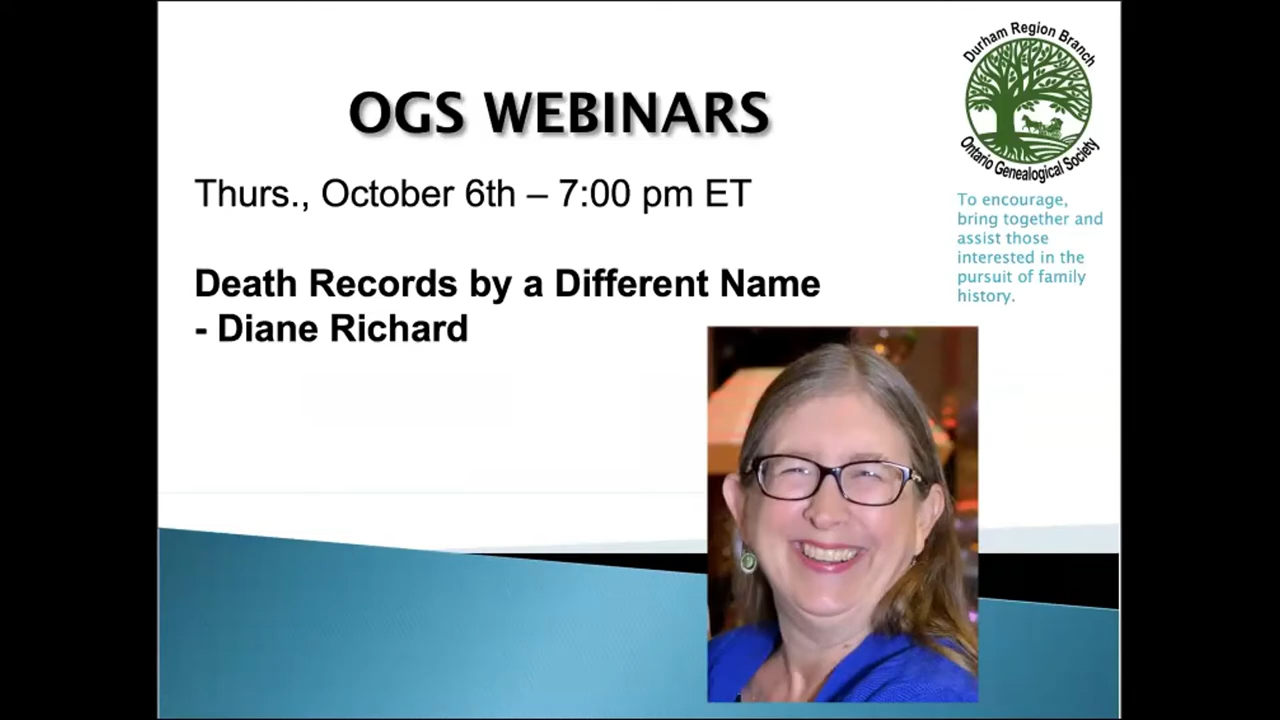 OGS WEBINARS
Thurs., October 6th – 7:00 pm ET
Death Records by a Different Name
- Diane Richard
Durham Region Branch
Ontario Genealogical Society
To encourage,
bring together and
assist those
interested in the
pursuit of family
history.